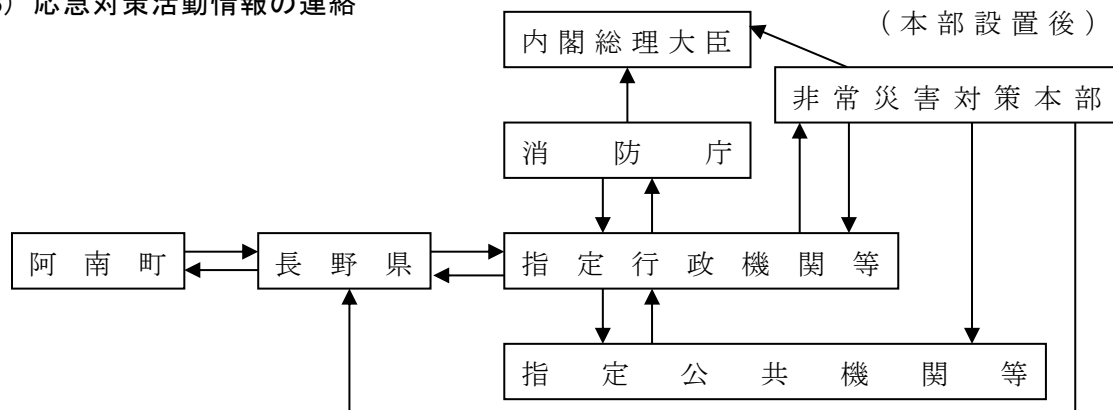 ）応急対策活動情報の連絡
（本部設置後）
内閣総理大臣
非常災害対策本部
消防庁
阿南町
長野県
指定行政機関等
指定公共機関等